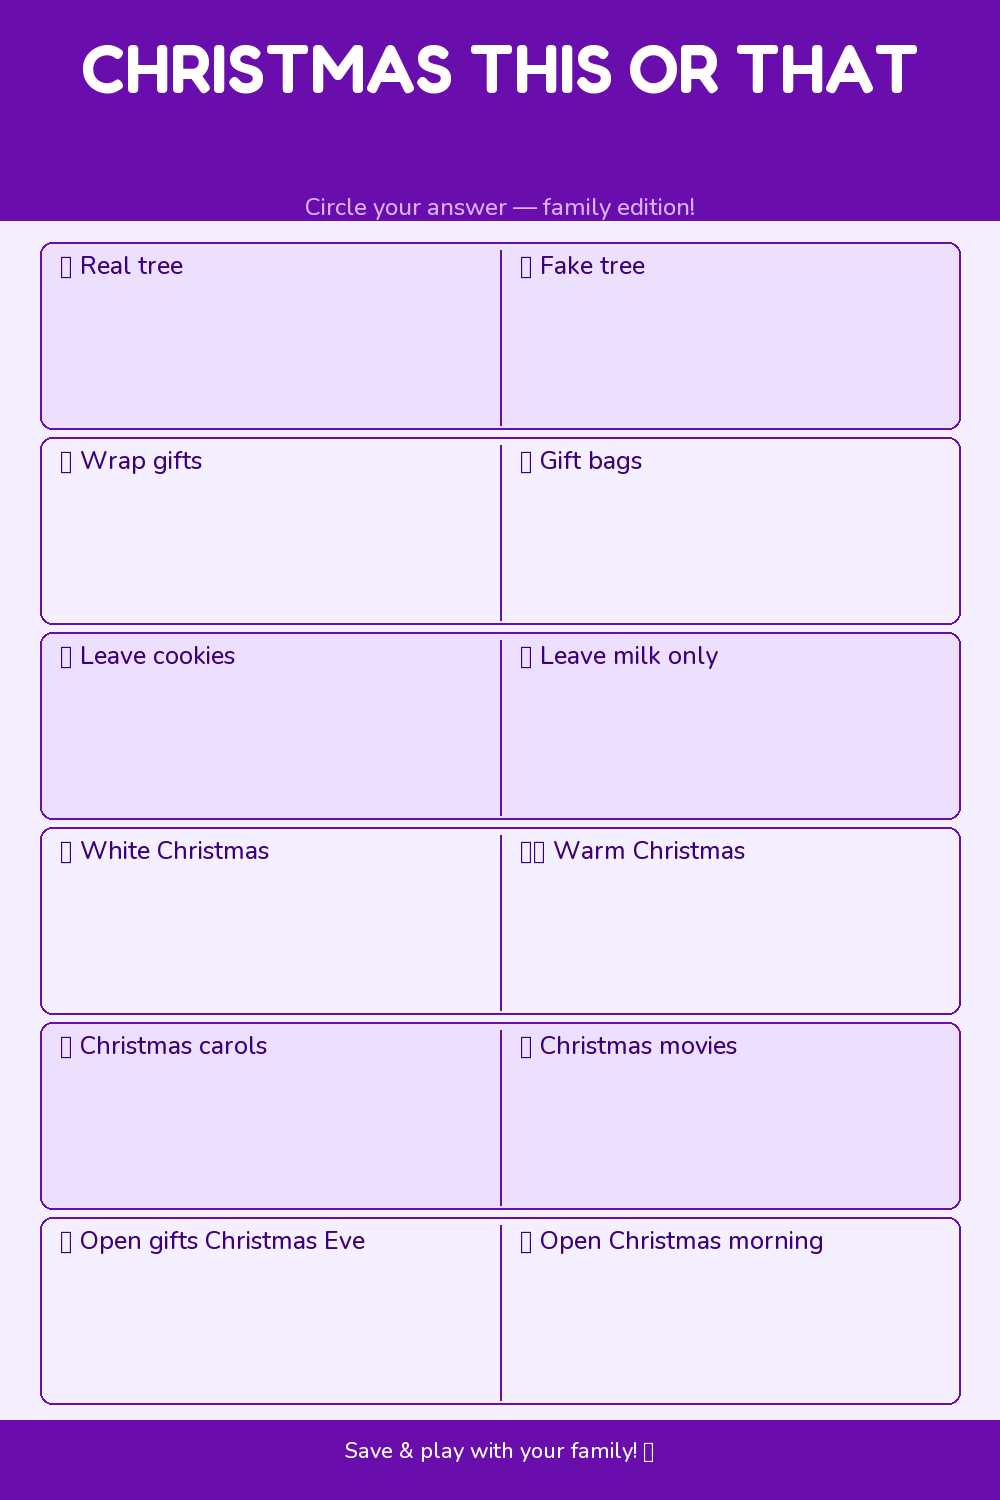 CHRISTMAS THIS OR THAT
Circle your answer — family edition!
Real tree
Fake tree
Wrap gifts
Gift bags
Leave cookies
Leave milk only
White Christmas
Warm Christmas
Christmas carols
Christmas movies
Open gifts Christmas Eve
Open Christmas morning
Save & play with your family!